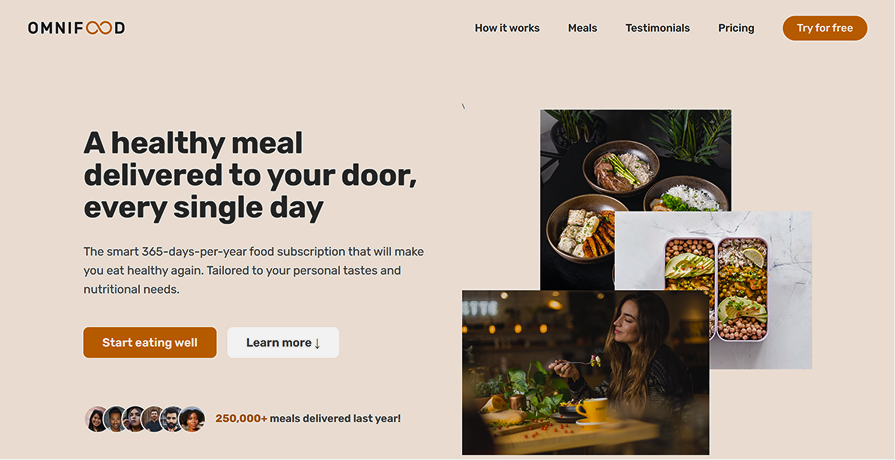 OMNIFOOD
How it works
Meals
Testimonials
Pricing
Try for free
\
A healthy meal
delivered to your door,
every single day
The smart 365-days-per-year food subscription that will make
you eat healthy again. Tailored to your personal tastes and
nutritional needs.
Start eating well
Learn more ↓
250,000+ meals delivered last year!